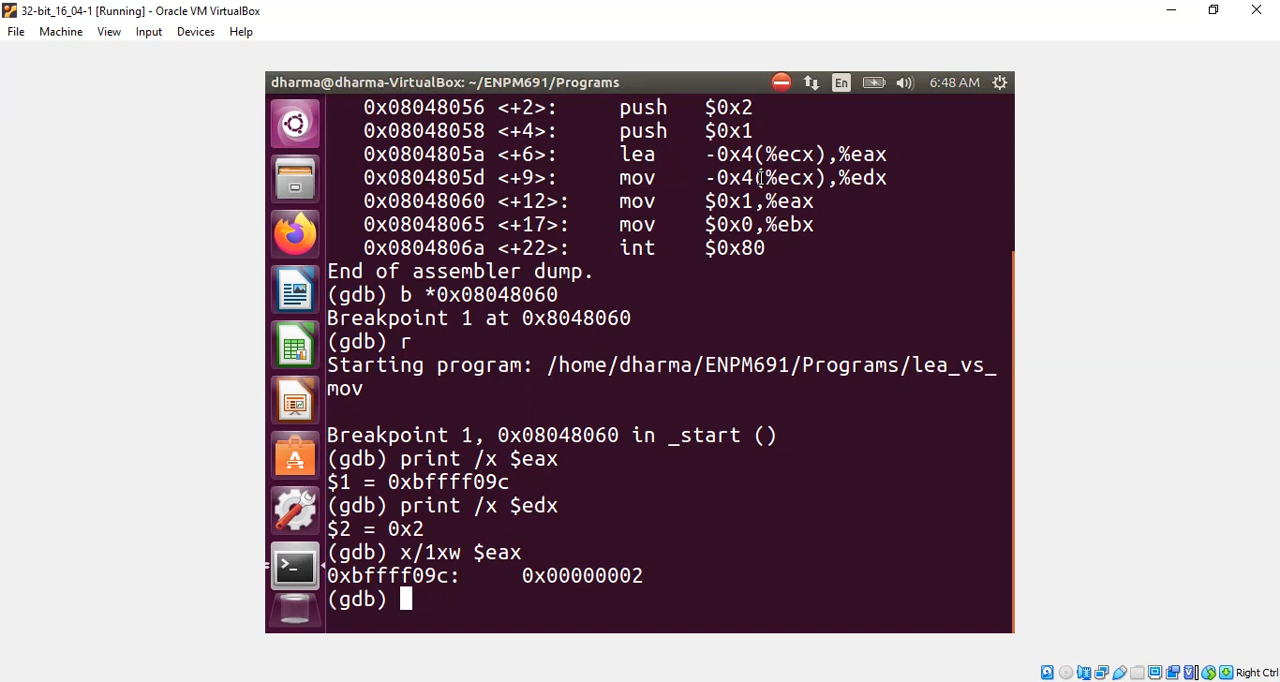 32-bit_16_04-1 [Running] - Oracle VM VirtualBox
File Machine View Input Devices Help
dharma@dharma-VirtualBox: ~/ENPM691/Programs En 6:48 AM
0x08048056 <+2>: push $0x2
0x08048058 <+4>: push $0x1
0x0804805a <+6>: lea -0x4(%ecx),%eax
0x0804805d <+9>: mov -0x4(%ecx),%edx
0x08048060 <+12>: mov $0x1,%eax
0x08048065 <+17>: mov $0x0,%ebx
0x0804806a <+22>: int $0x80
End of assembler dump.
(gdb) b *0x08048060
Breakpoint 1 at 0x8048060
(gdb) r
Starting program: /home/dharma/ENPM691/Programs/lea_vs_
mov
Breakpoint 1, 0x08048060 in _start ()
(gdb) print /x $eax
$1 = 0xbffff09c
(gdb) print /x $edx
$2 = 0x2
(gdb) x/1xw $eax
0xbffff09c: 0x00000002
(gdb)
Right Ctrl